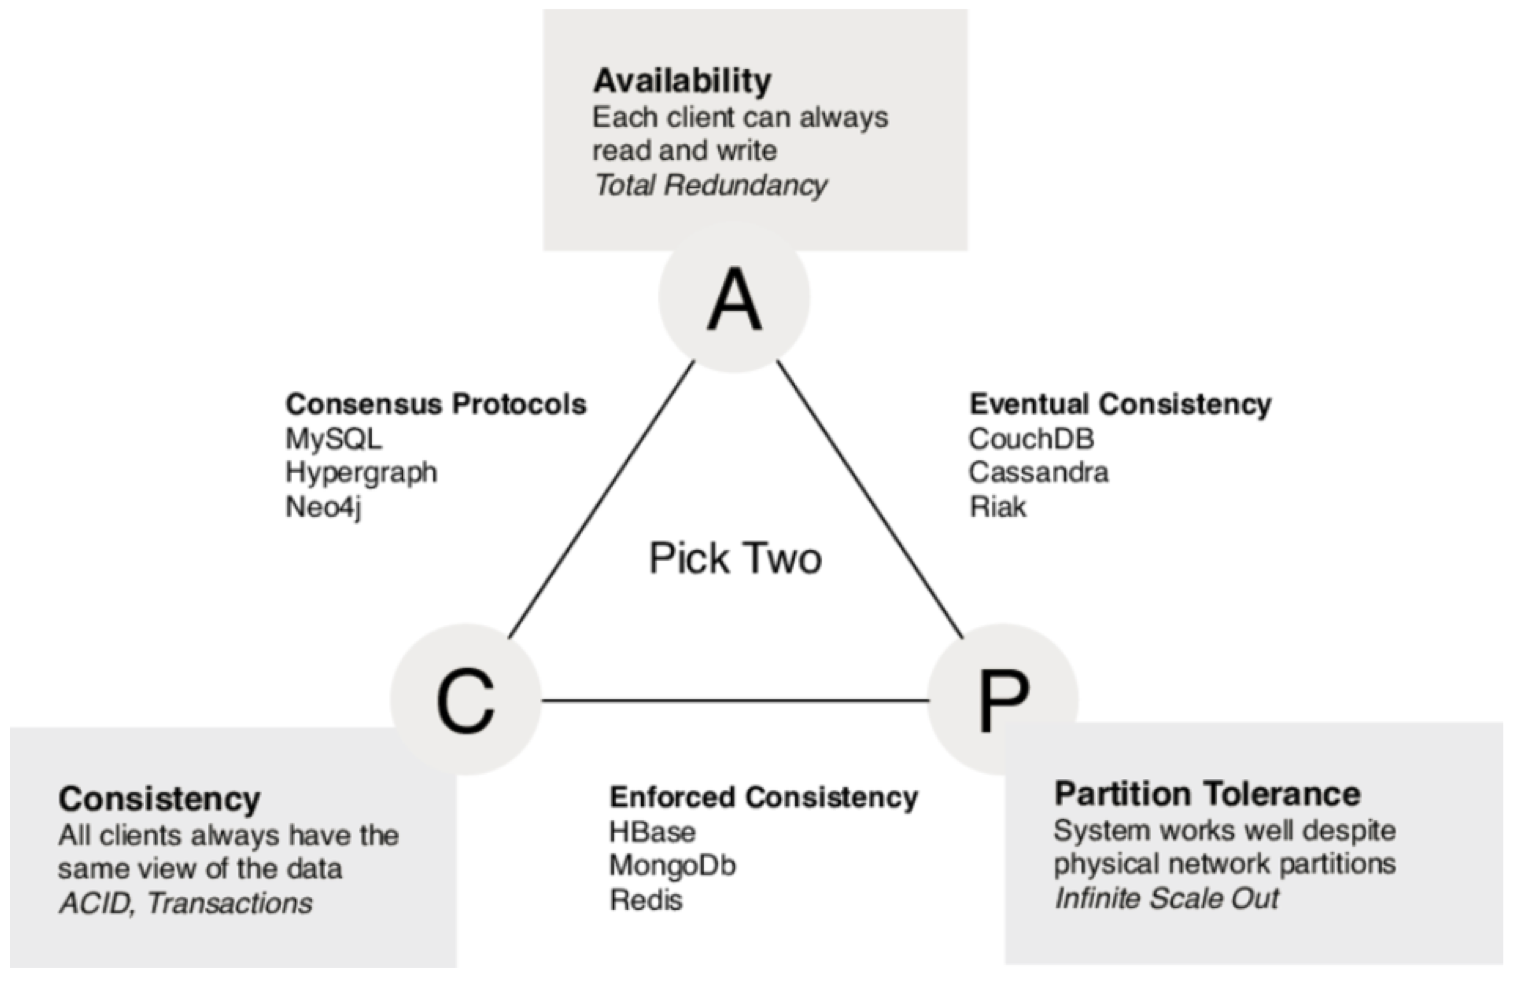 Availability
Each client can always
read and write
Total Redundancy
A
Consensus Protocols
MySQL
Hypergraph
Neo4j
Eventual Consistency
CouchDB
Cassandra
Riak
Pick Two
C
P
Consistency
All clients always have the
same view of the data
ACID, Transactions
Enforced Consistency
HBase
MongoDb
Redis
Partition Tolerance
System works well despite
physical network partitions
Infinite Scale Out